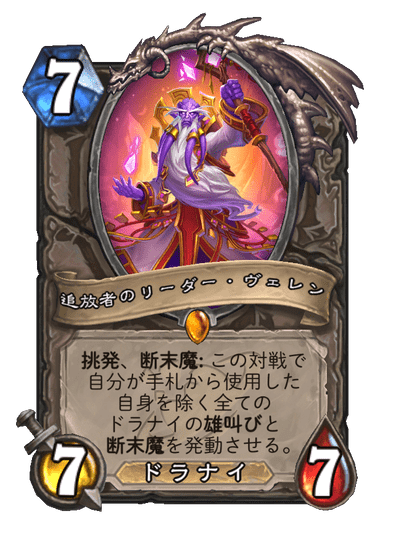 7
追放者のリーダー・ヴェレン
挑発、断末魔: この対戦で
自分が手札から使用した
自身を除く全ての
ドラナイの雄叫びと
断末魔を発動させる。
7
ドラナイ
7